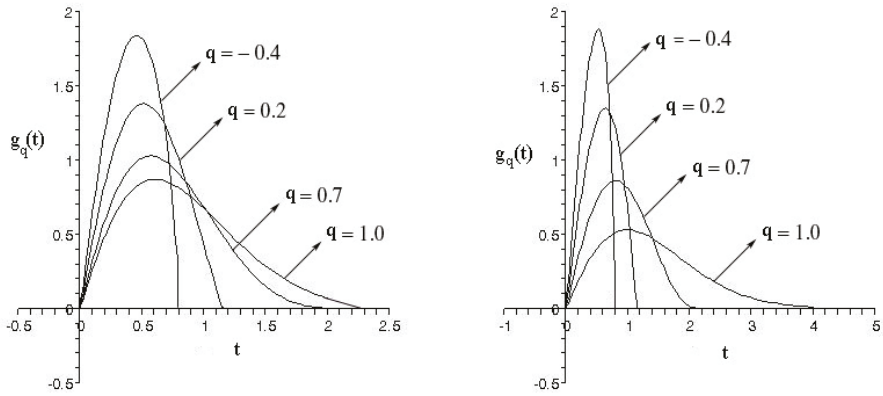 2
1.5
1
0.5
0
-0.5
g_q(t)
q = – 0.4
q = 0.2
q = 0.7
q = 1.0
-0.5 0 0.5 1 1.5 2 2.5
t
2
1.5
1
0.5
0
-0.5
g_q(t)
q = – 0.4
q = 0.2
q = 0.7
q = 1.0
-1 0 1 2 3 4 5
t